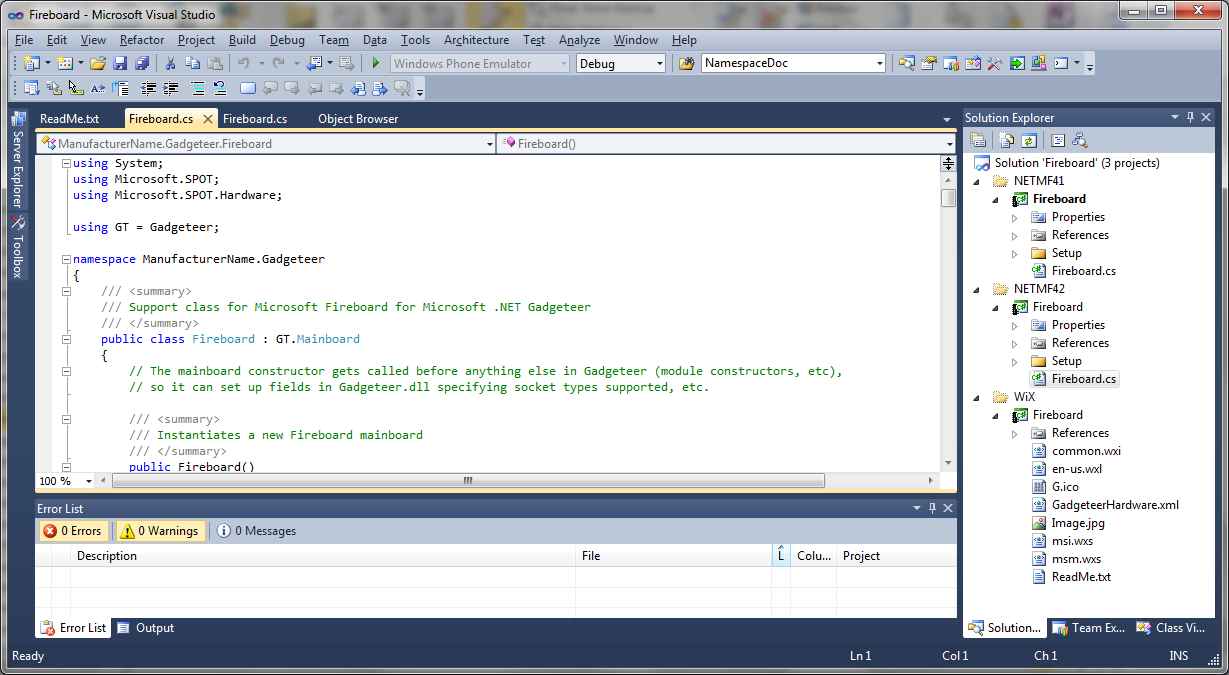 Fireboard - Microsoft Visual Studio
File Edit View Refactor Project Build Debug Team Data Tools Architecture Test Analyze Window Help
Windows Phone Emulator Debug NamespaceDoc
Server Explorer
Toolbox
ReadMe.txt Fireboard.cs Fireboard.cs Object Browser
ManufacturerName.Gadgeteer.Fireboard Fireboard()
using System;
using Microsoft.SPOT;
using Microsoft.SPOT.Hardware;
using GT = Gadgeteer;
namespace ManufacturerName.Gadgeteer
{
/// <summary>
/// Support class for Microsoft Fireboard for Microsoft .NET Gadgeteer
/// </summary>
public class Fireboard : GT.Mainboard
{
// The mainboard constructor gets called before anything else in Gadgeteer (module constructors, etc),
// so it can set up fields in Gadgeteer.dll specifying socket types supported, etc.
/// <summary>
/// Instantiates a new Fireboard mainboard
/// </summary>
public Fireboard()
100 %
Error List
0 Errors 0 Warnings 0 Messages
Description File L Colu... Project
Error List Output
Solution Explorer
Solution 'Fireboard' (3 projects)
NETMF41
Fireboard
Properties
References
Setup
Fireboard.cs
NETMF42
Fireboard
Properties
References
Setup
Fireboard.cs
WiX
Fireboard
References
common.wxi
en-us.wxl
G.ico
GadgeteerHardware.xml
Image.jpg
msi.wxs
msm.wxs
ReadMe.txt
Solution... Team Ex... Class Vi...
Ready Ln 1 Col 1 Ch 1 INS